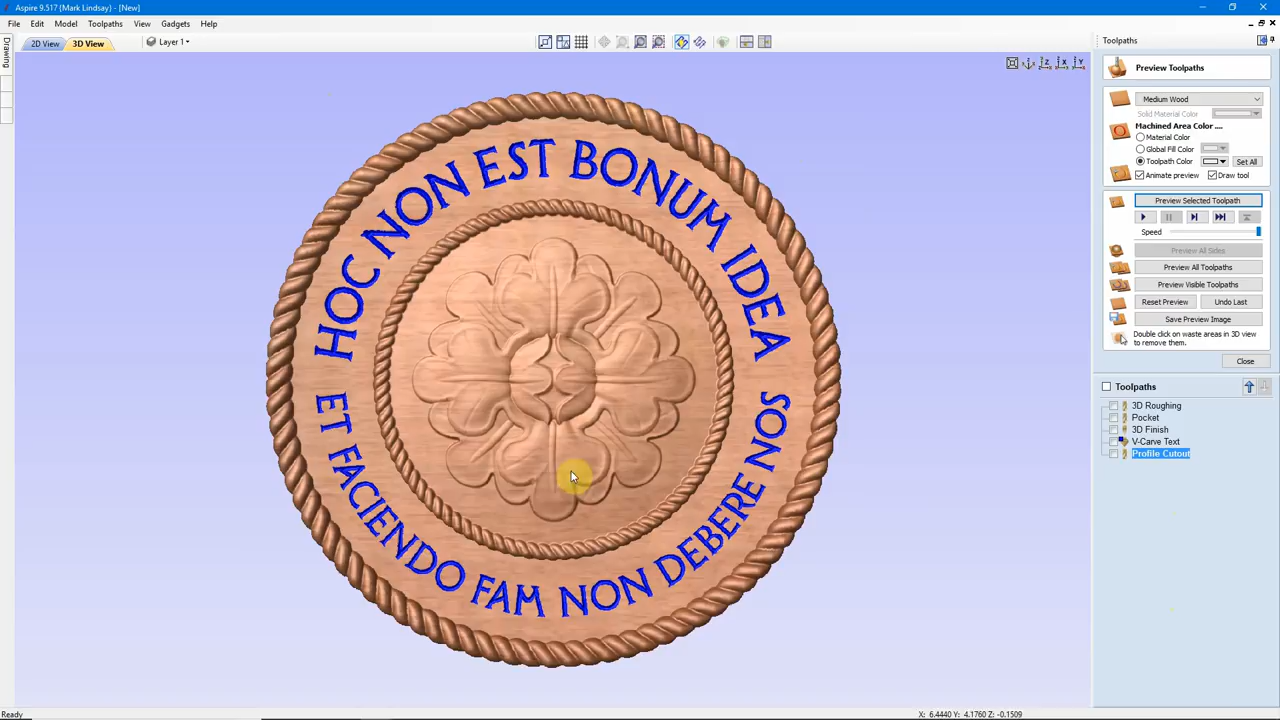 Aspire 9.517 (Mark Lindsay) - [New]
File Edit Model Toolpaths View Gadgets Help
2D View 3D View Layer 1
Drawing
HOC NON EST BONUM IDEA
ET FACIENDO FAM NON DEBERE NOS
Toolpaths
Preview Toolpaths
Medium Wood
Solid Material Color
Machined Area Color ....
Material Color
Global Fill Color
Toolpath Color Set All
Animate preview Draw tool
Preview Selected Toolpath
Speed
Preview All Sides
Preview All Toolpaths
Preview Visible Toolpaths
Reset Preview Undo Last
Save Preview Image
Double click on waste areas in 3D view
to remove them.
Close
Toolpaths
3D Roughing
Pocket
3D Finish
V-Carve Text
Profile Cutout
Ready
X: 6.4440 Y: 4.1760 Z: -0.1509